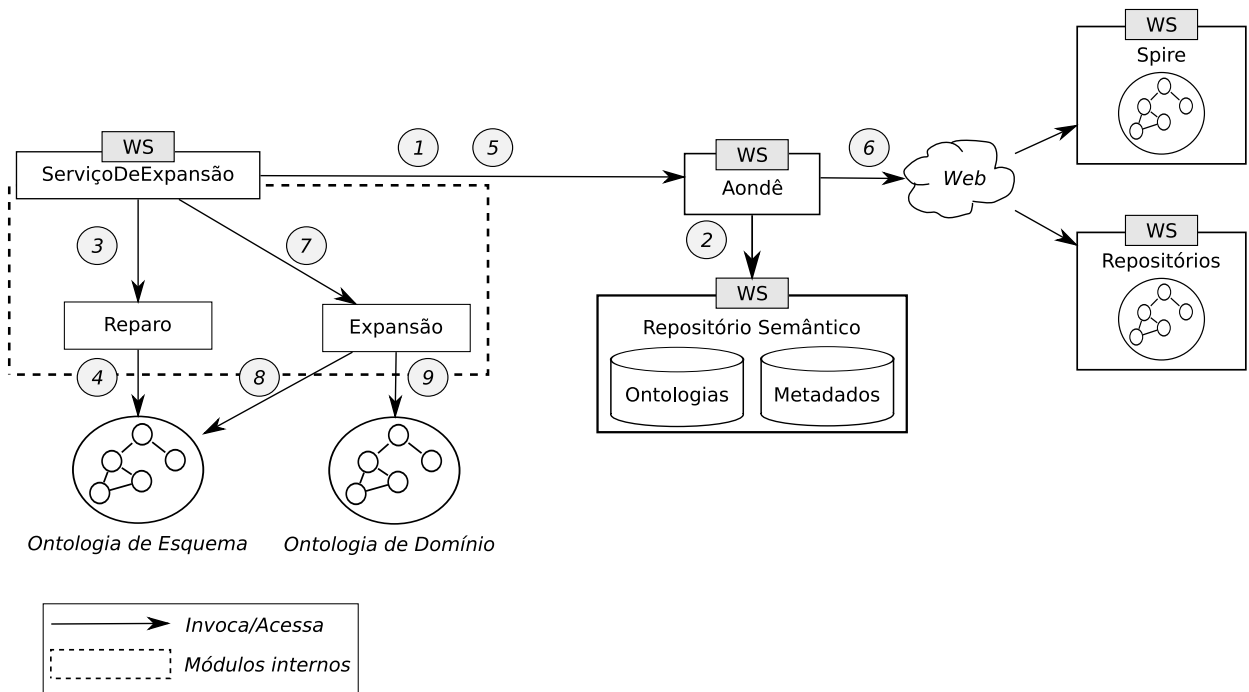 WS
Spire
WS
ServiçoDeExpansão
1
5
WS
Aondê
6
Web
2
3
7
WS
Repositórios
WS
Repositório Semântico
Ontologias
Metadados
Reparo
Expansão
4
8
9
Ontologia de Esquema
Ontologia de Domínio
Invoca/Acessa
Módulos internos